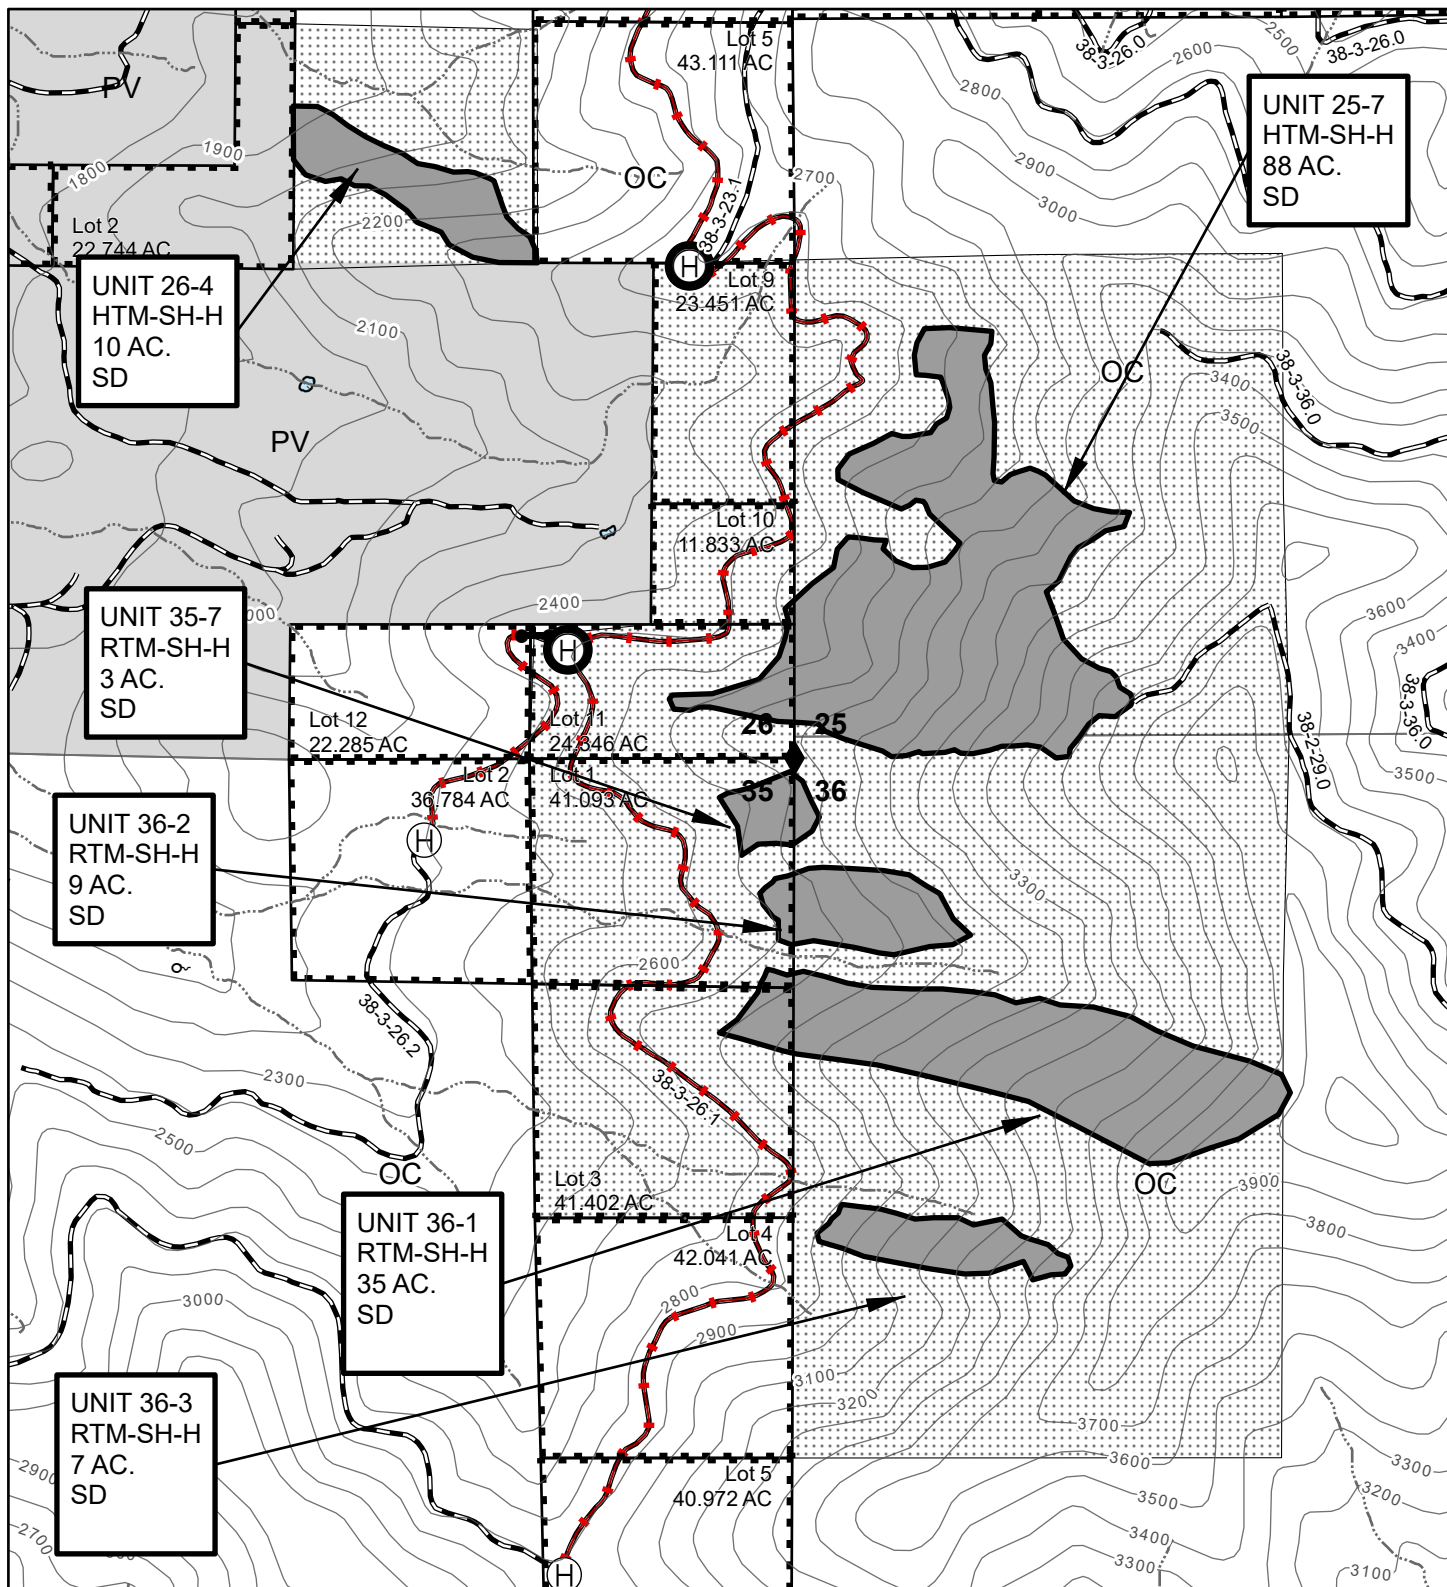 Lot 5
43.111 AC
38-3-26.0
2600
2500
38-3-26.0
PV
2800
UNIT 25-7
HTM-SH-H
88 AC.
SD
1900
1800
2900
OC
2700
38-3-23.1
3000
Lot 2
22.744 AC
2200
H
Lot 9
23.451 AC
UNIT 26-4
HTM-SH-H
10 AC.
SD
2100
OC
38-3-36.0
3400
3500
PV
Lot 10
11.833 AC
UNIT 35-7
RTM-SH-H
3 AC.
SD
000
2400
3600
3400
H
38-3-36.0
Lot 12
22.285 AC
Lot 11
24.346 AC
26
25
38-2-29.0
3500
Lot 2
36.784 AC
Lot 1
41.093 AC
35
36
UNIT 36-2
RTM-SH-H
9 AC.
SD
H
3300
2600
38-3-26.2
2300
38-3-26.1
2500
OC
Lot 3
41.402 AC
OC
3900
UNIT 36-1
RTM-SH-H
35 AC.
SD
Lot 4
42.041 AC
3800
3000
2800
2900
3100
3200
UNIT 36-3
RTM-SH-H
7 AC.
SD
3700
3600
2900
Lot 5
40.972 AC
3300
3500
3200
2700
3400
3300
3100
H